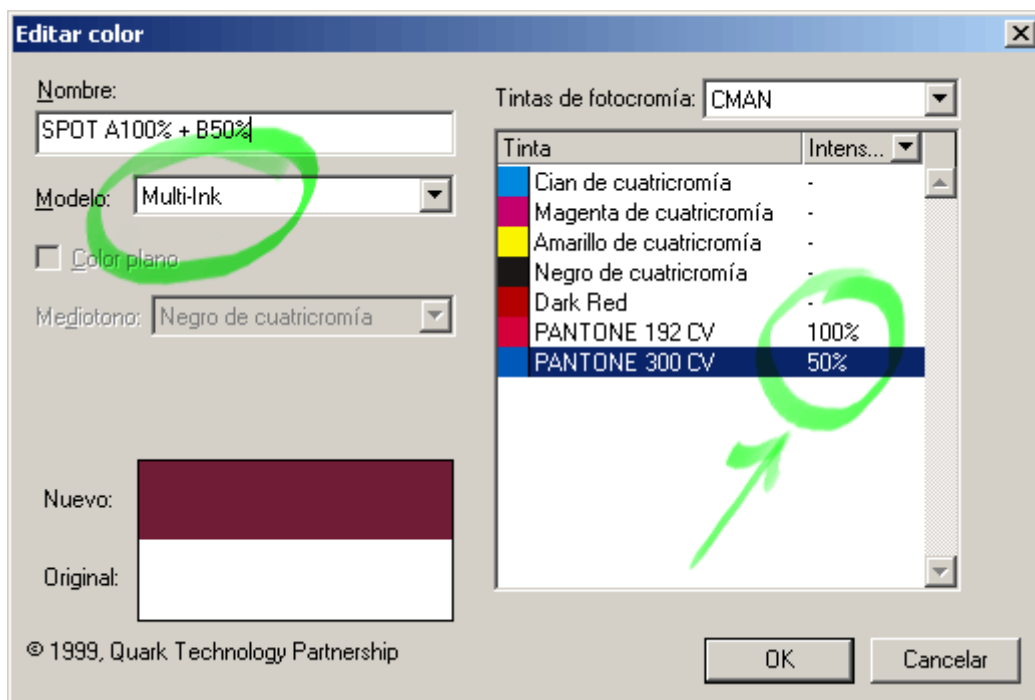 Editar color
Nombre:
SPOT A100% + B50%
Modelo: Multi-Ink
Color plano
Mediotono: Negro de cuatricromía
Tintas de fotocromía: CMAN
Tinta Intens...
Cian de cuatricromía -
Magenta de cuatricromía -
Amarillo de cuatricromía -
Negro de cuatricromía -
Dark Red -
PANTONE 192 CV 100%
PANTONE 300 CV 50%
Nuevo:
Original:
© 1999, Quark Technology Partnership
OK
Cancelar